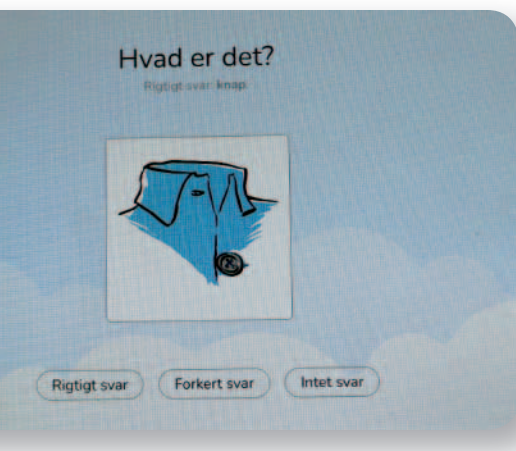 Hvad er det?
Rigtigt svar: knap.
Rigtigt svar
Forkert svar
Intet svar